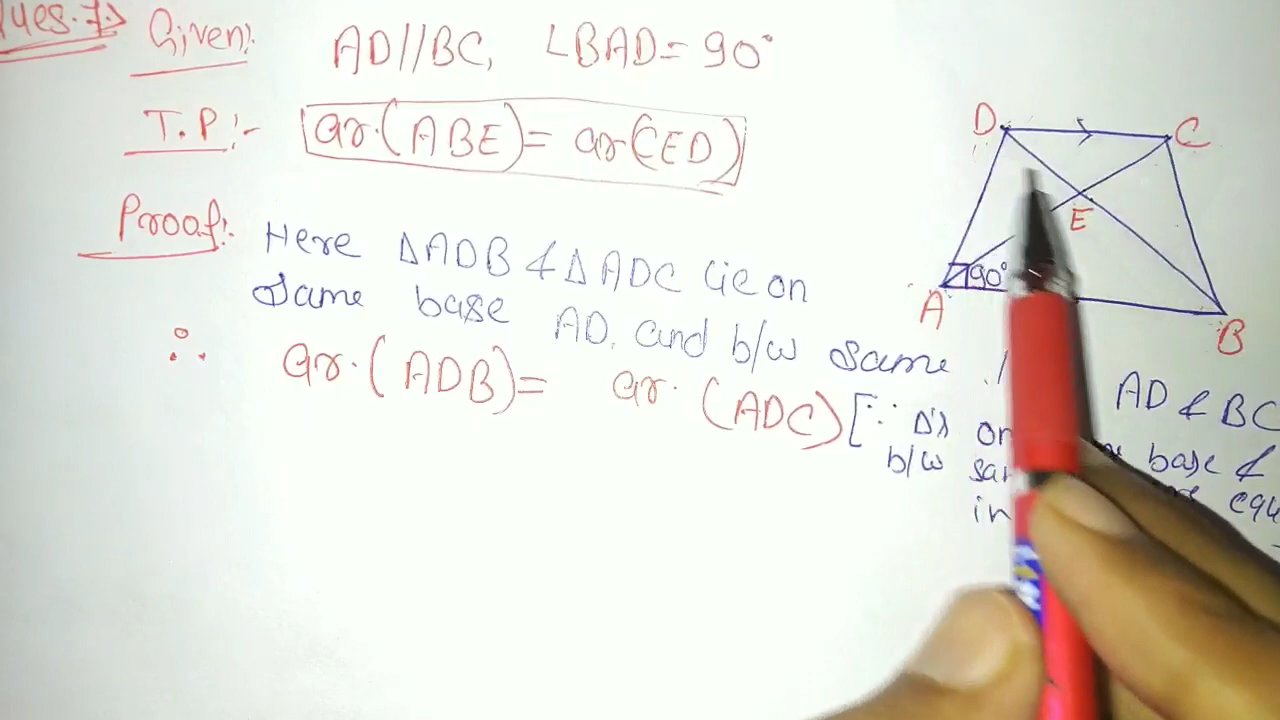 Ques.7
Given: AD//BC, ∠BAD = 90°
T.P:- ar.(ABE) = ar(CED)
Proof: Here ΔADB & ΔADC lie on
same base AD, and b/w same AD & BC
∴ ar.(ADB) = ar.(ADC) [∵ Δ's on base &
b/w
in
D
C
E
90°
A
B